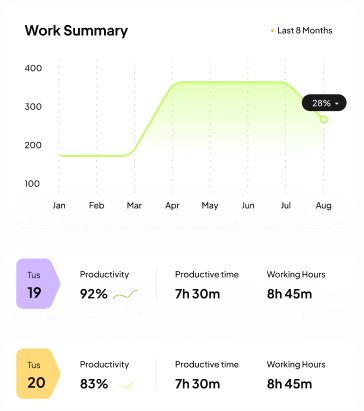 Work Summary
Last 8 Months
400
300
28%
200
100
Jan Feb Mar Apr May Jun Jul Aug
Tus
19
Productivity Productive time Working Hours
92% 7h 30m 8h 45m
Tus
20
Productivity Productive time Working Hours
83% 7h 30m 8h 45m